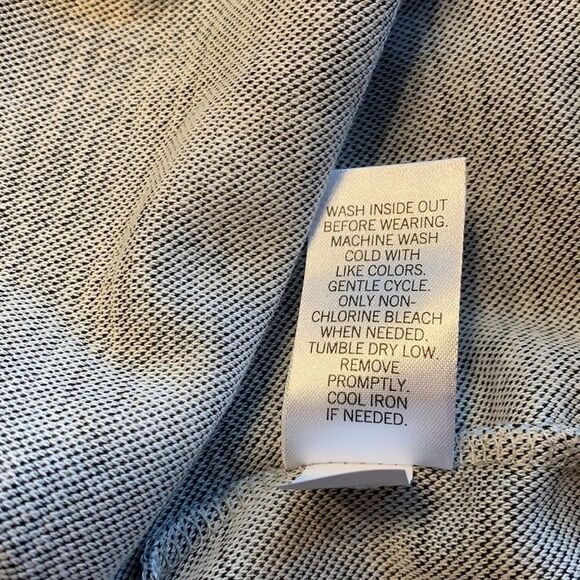 WASH INSIDE OUT
BEFORE WEARING.
MACHINE WASH
COLD WITH
LIKE COLORS.
GENTLE CYCLE.
ONLY NON-
CHLORINE BLEACH
WHEN NEEDED.
TUMBLE DRY LOW.
REMOVE
PROMPTLY.
COOL IRON
IF NEEDED.